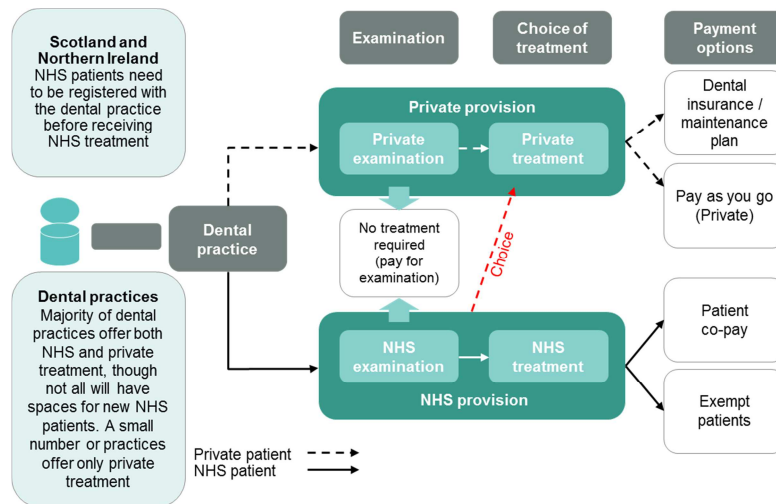 Scotland and
Northern Ireland
NHS patients need
to be registered with
the dental practice
before receiving
NHS treatment
Examination
Choice of
treatment
Payment
options
Private provision
Private
examination
Private
treatment
Dental
insurance /
maintenance
plan
Pay as you go
(Private)
Dental
practice
No treatment
required
(pay for
examination)
Choice
Dental practices
Majority of dental
practices offer both
NHS and private
treatment, though
not all will have
spaces for new NHS
patients. A small
number or practices
offer only private
treatment
NHS
examination
NHS
treatment
NHS provision
Patient
co-pay
Exempt
patients
Private patient
NHS patient